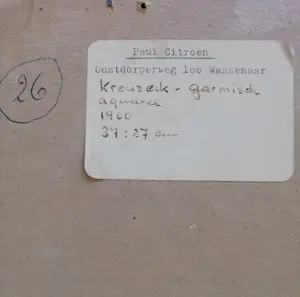 Paul Citroen
Oostdorperweg 100 Wassenaar
Kreuzeck - Garmisch
aquarel
1960
37 : 27 cm
26